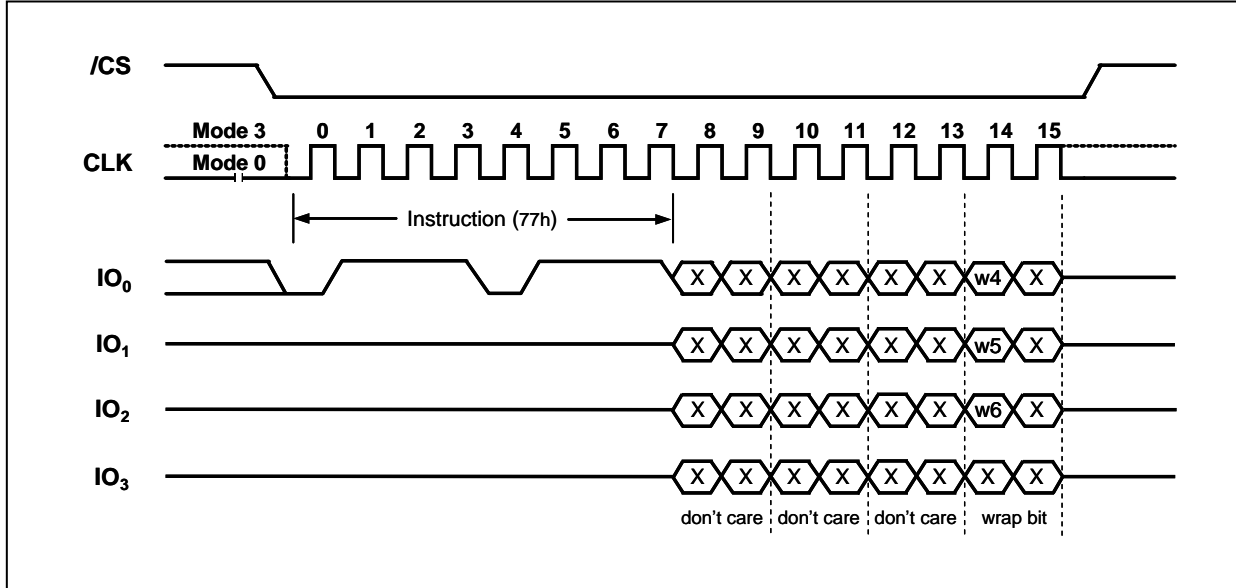 /CS
Mode 3 0 1 2 3 4 5 6 7 8 9 10 11 12 13 14 15
CLK Mode 0
Instruction (77h)
IO0 X X X X X X w4 X
IO1 X X X X X X w5 X
IO2 X X X X X X w6 X
IO3 X X X X X X X X
don't care don't care don't care wrap bit